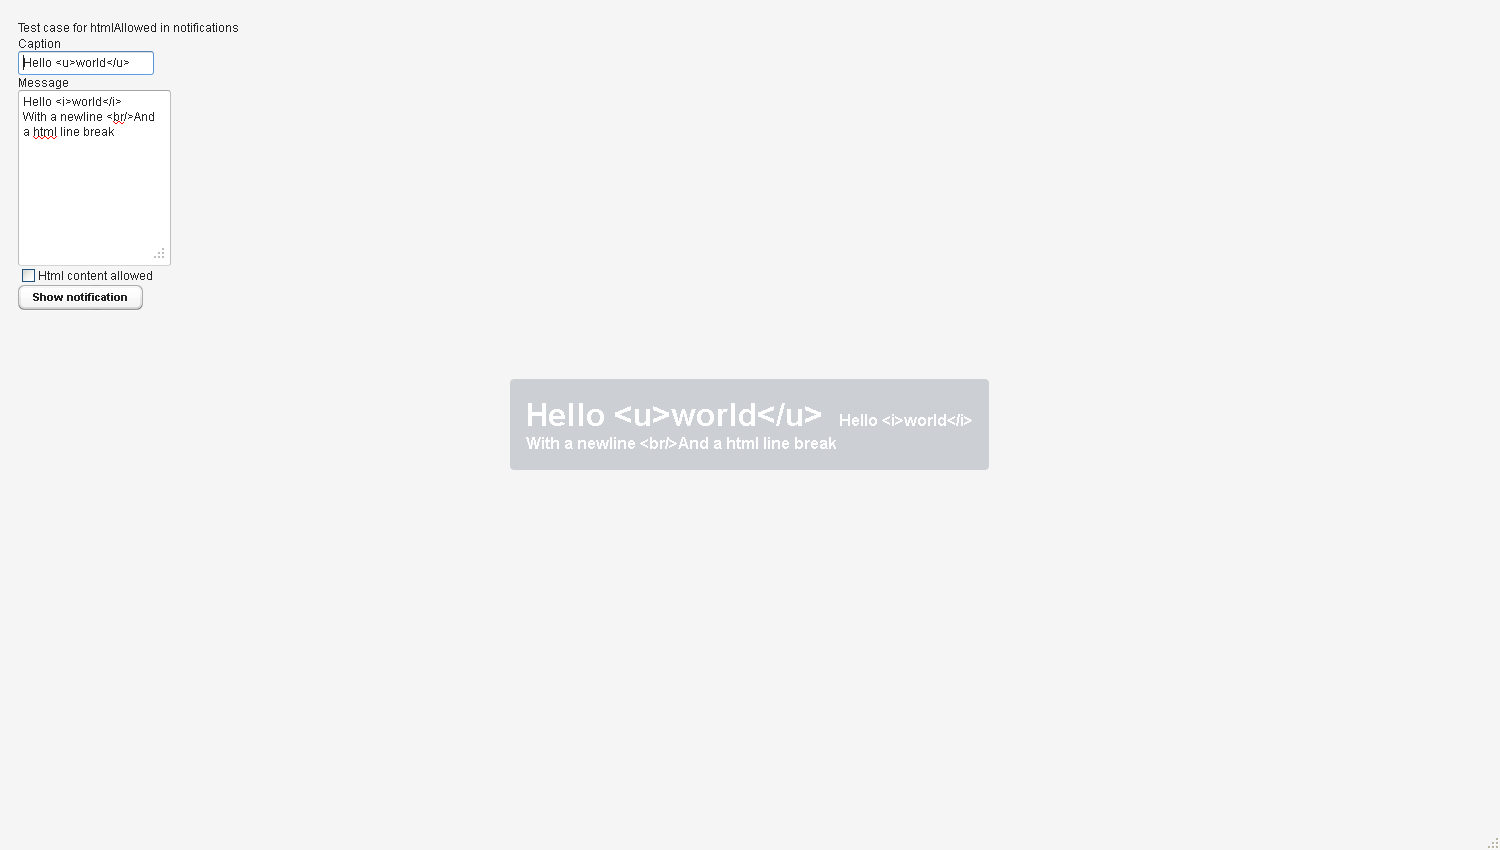 Test case for htmlAllowed in notifications
Caption
Hello <u>world</u>
Message
Hello <i>world</i>
With a newline <br/>And
a html line break
Html content allowed
Show notification
Hello <u>world</u> Hello <i>world</i>
With a newline <br/>And a html line break